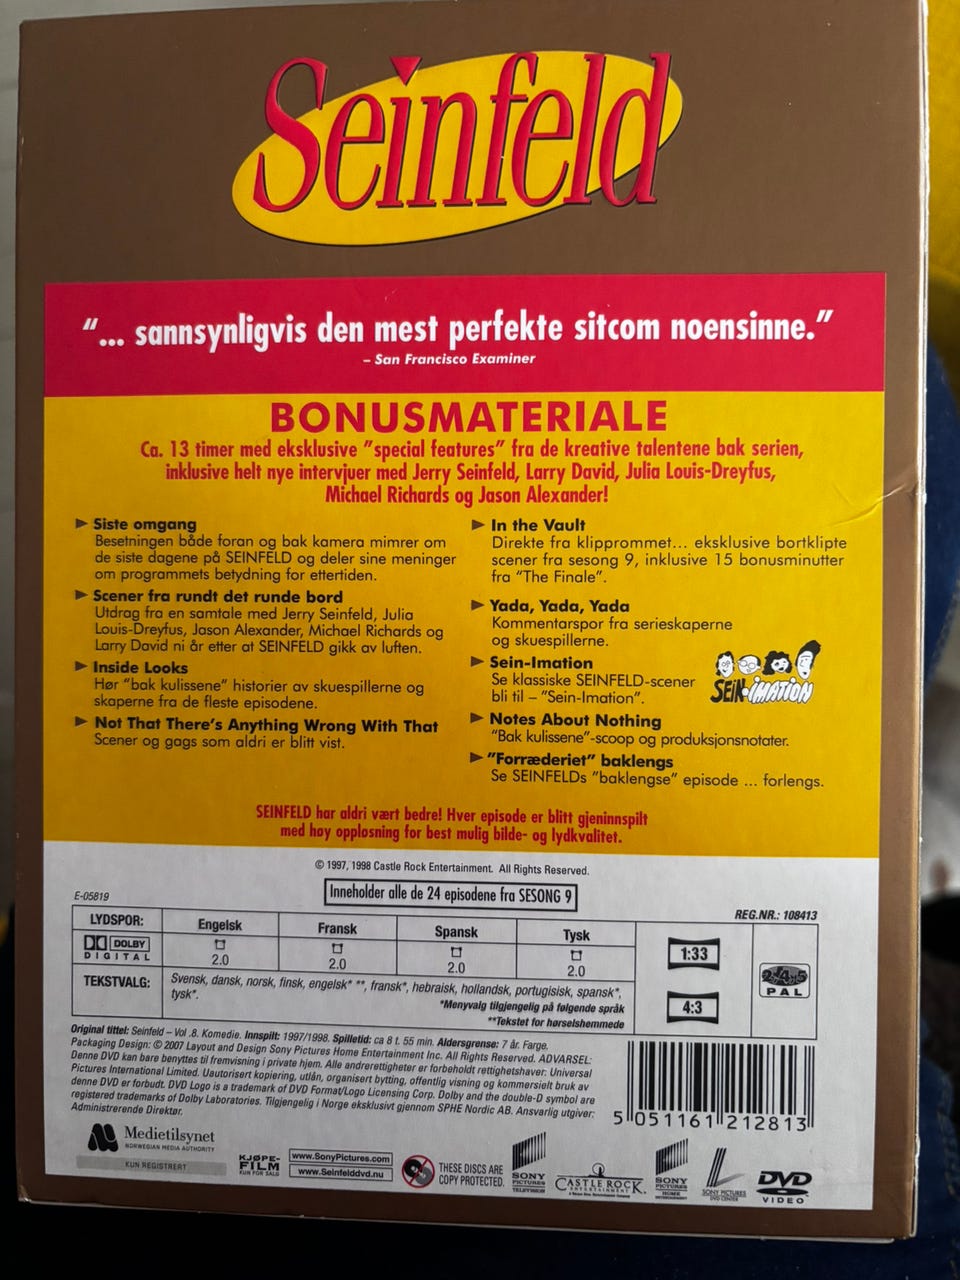 Seinfeld
“... sannsynligvis den mest perfekte sitcom noensinne.”
– San Francisco Examiner
BONUSMATERIALE
Ca. 13 timer med eksklusive ”special features” fra de kreative talentene bak serien,
inklusive helt nye intervjuer med Jerry Seinfeld, Larry David, Julia Louis-Dreyfus,
Michael Richards og Jason Alexander!
Siste omgang
Besetningen både foran og bak kamera mimrer om
de siste dagene på SEINFELD og deler sine meninger
om programmets betydning for ettertiden.
Scener fra rundt det runde bord
Utdrag fra en samtale med Jerry Seinfeld, Julia
Louis-Dreyfus, Jason Alexander, Michael Richards og
Larry David ni år etter at SEINFELD gikk av luften.
Inside Looks
Hør ”bak kulissene” historier av skuespillerne og
skaperne fra de fleste episodene.
Not That There's Anything Wrong With That
Scener og gags som aldri er blitt vist.
In the Vault
Direkte fra klipprommet... eksklusive bortklipte
scener fra sesong 9, inklusive 15 bonusminutter
fra ”The Finale”.
Yada, Yada, Yada
Kommentarspor fra serieskaperne
og skuespillerne.
Sein-Imation
Se klassiske SEINFELD-scener
bli til – ”Sein-Imation”.
SEIN-IMATION
Notes About Nothing
”Bak kulissene”-scoop og produksjonsnotater.
”Forræderiet” baklengs
Se SEINFELDs ”baklengse” episode ... forlengs.
SEINFELD har aldri vært bedre! Hver episode er blitt gjeninnspilt
med høy oppløsning for best mulig bilde- og lydkvalitet.
© 1997, 1998 Castle Rock Entertainment. All Rights Reserved.
Inneholder alle de 24 episodene fra SESONG 9
E-05819
REG.NR.: 108413
LYDSPOR: Engelsk Fransk Spansk Tysk
DOLBY DIGITAL 2.0 2.0 2.0 2.0
TEKSTVALG: Svensk, dansk, norsk, finsk, engelsk* **, fransk*, hebraisk, hollandsk, portugisisk, spansk*,
tysk*.
*Menyvalg tilgjengelig på følgende språk
**Tekstet for hørselshemmede
1:33
4:3
2 4 5
PAL
Original tittel: Seinfeld – Vol .8. Komedie. Innspilt: 1997/1998. Spilletid: ca 8 t. 55 min. Aldersgrense: 7 år. Farge.
Packaging Design: © 2007 Layout and Design Sony Pictures Home Entertainment Inc. All Rights Reserved. ADVARSEL:
Denne DVD kan bare benyttes til fremvisning i private hjem. Alle andrerettigheter er forbeholdt rettighetshaver: Universal
Pictures International Limited. Uautorisert kopiering, utlån, organisert bytting, offentlig visning og kommersielt bruk av
denne DVD er forbudt. DVD Logo is a trademark of DVD Format/Logo Licensing Corp. Dolby and the double-D symbol are
registered trademarks of Dolby Laboratories. Tilgjengelig i Norge eksklusivt gjennom SPHE Nordic AB. Ansvarlig utgiver:
Administrerende Direktør.
5 051161 212813
Medietilsynet
NORWEGIAN MEDIA AUTHORITY
KUN REGISTRERT
KJØPE-
FILM
KUN FOR SALG
www.SonyPictures.com
www.Seinfelddvd.nu
THESE DISCS ARE
COPY PROTECTED.
SONY
PICTURES
TELEVISION
CASTLE ROCK
ENTERTAINMENT
SONY
PICTURES
HOME
ENTERTAINMENT
SONY PICTURES
DVD CENTER
DVD
VIDEO